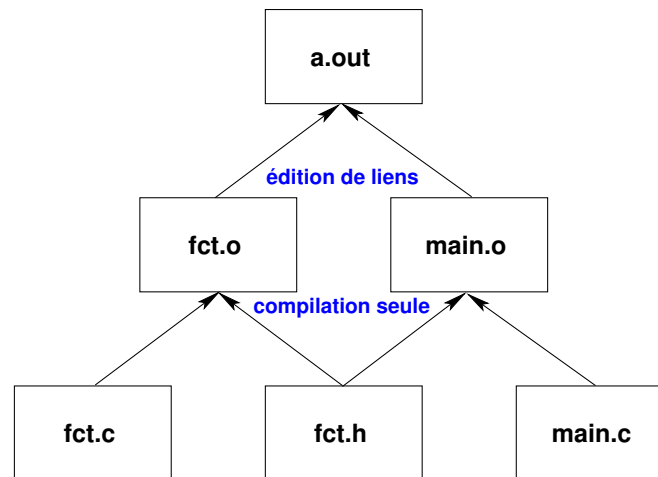 a.out
édition de liens
fct.o
main.o
compilation seule
fct.c
fct.h
main.c